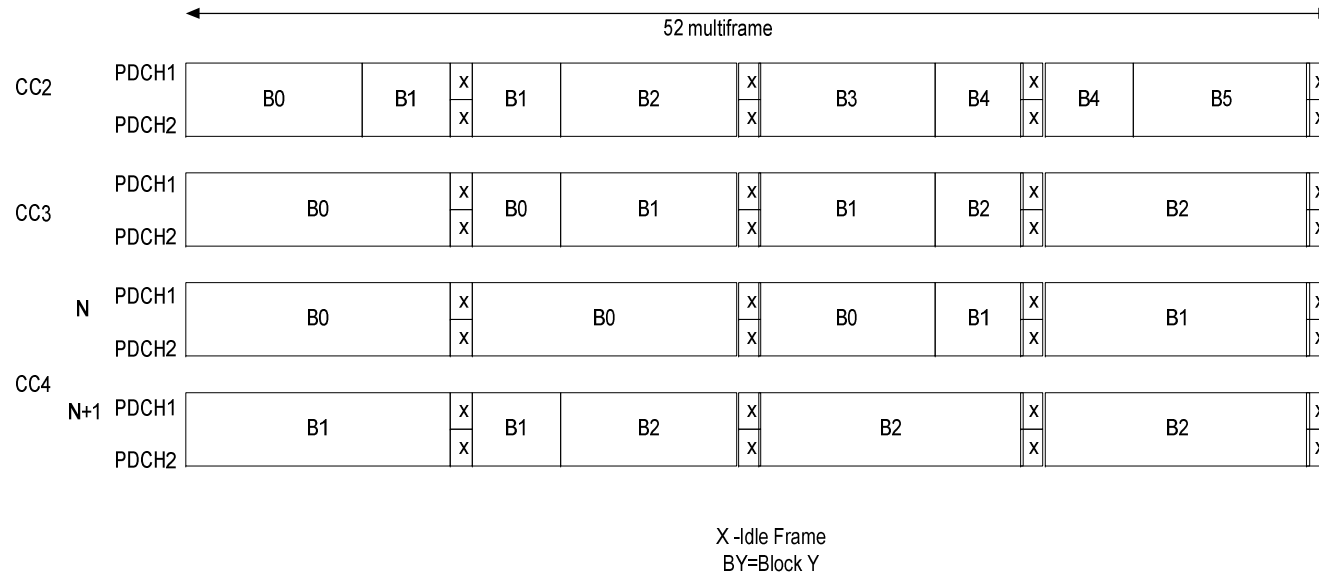 52 multiframe
CC2 PDCH1 B0 B1 X B1 B2 X B3 B4 X B4 B5 X
PDCH2 X X X X
CC3 PDCH1 B0 X B0 B1 X B1 B2 X B2 X
PDCH2 X X X X
N PDCH1 B0 X B0 X B0 B1 X B1 X
PDCH2 X X X X
CC4
N+1 PDCH1 B1 X B1 B2 X B2 X B2 X
PDCH2 X X X X
X -Idle Frame
BY=Block Y